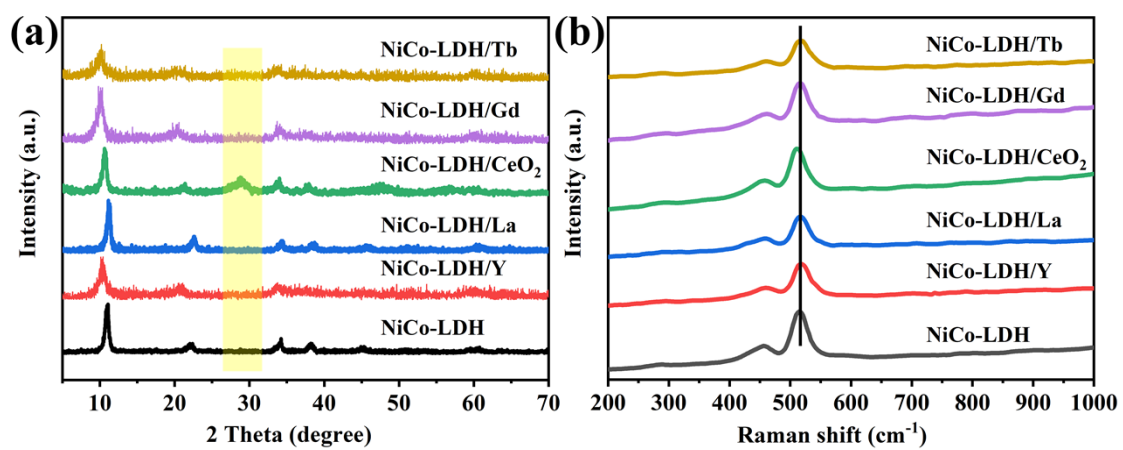 (a)
NiCo-LDH/Tb
NiCo-LDH/Gd
NiCo-LDH/CeO₂
NiCo-LDH/La
NiCo-LDH/Y
NiCo-LDH
Intensity (a.u.)
10 20 30 40 50 60 70
2 Theta (degree)
(b)
NiCo-LDH/Tb
NiCo-LDH/Gd
NiCo-LDH/CeO₂
NiCo-LDH/La
NiCo-LDH/Y
NiCo-LDH
Intensity (a.u.)
200 300 400 500 600 700 800 900 1000
Raman shift (cm⁻¹)